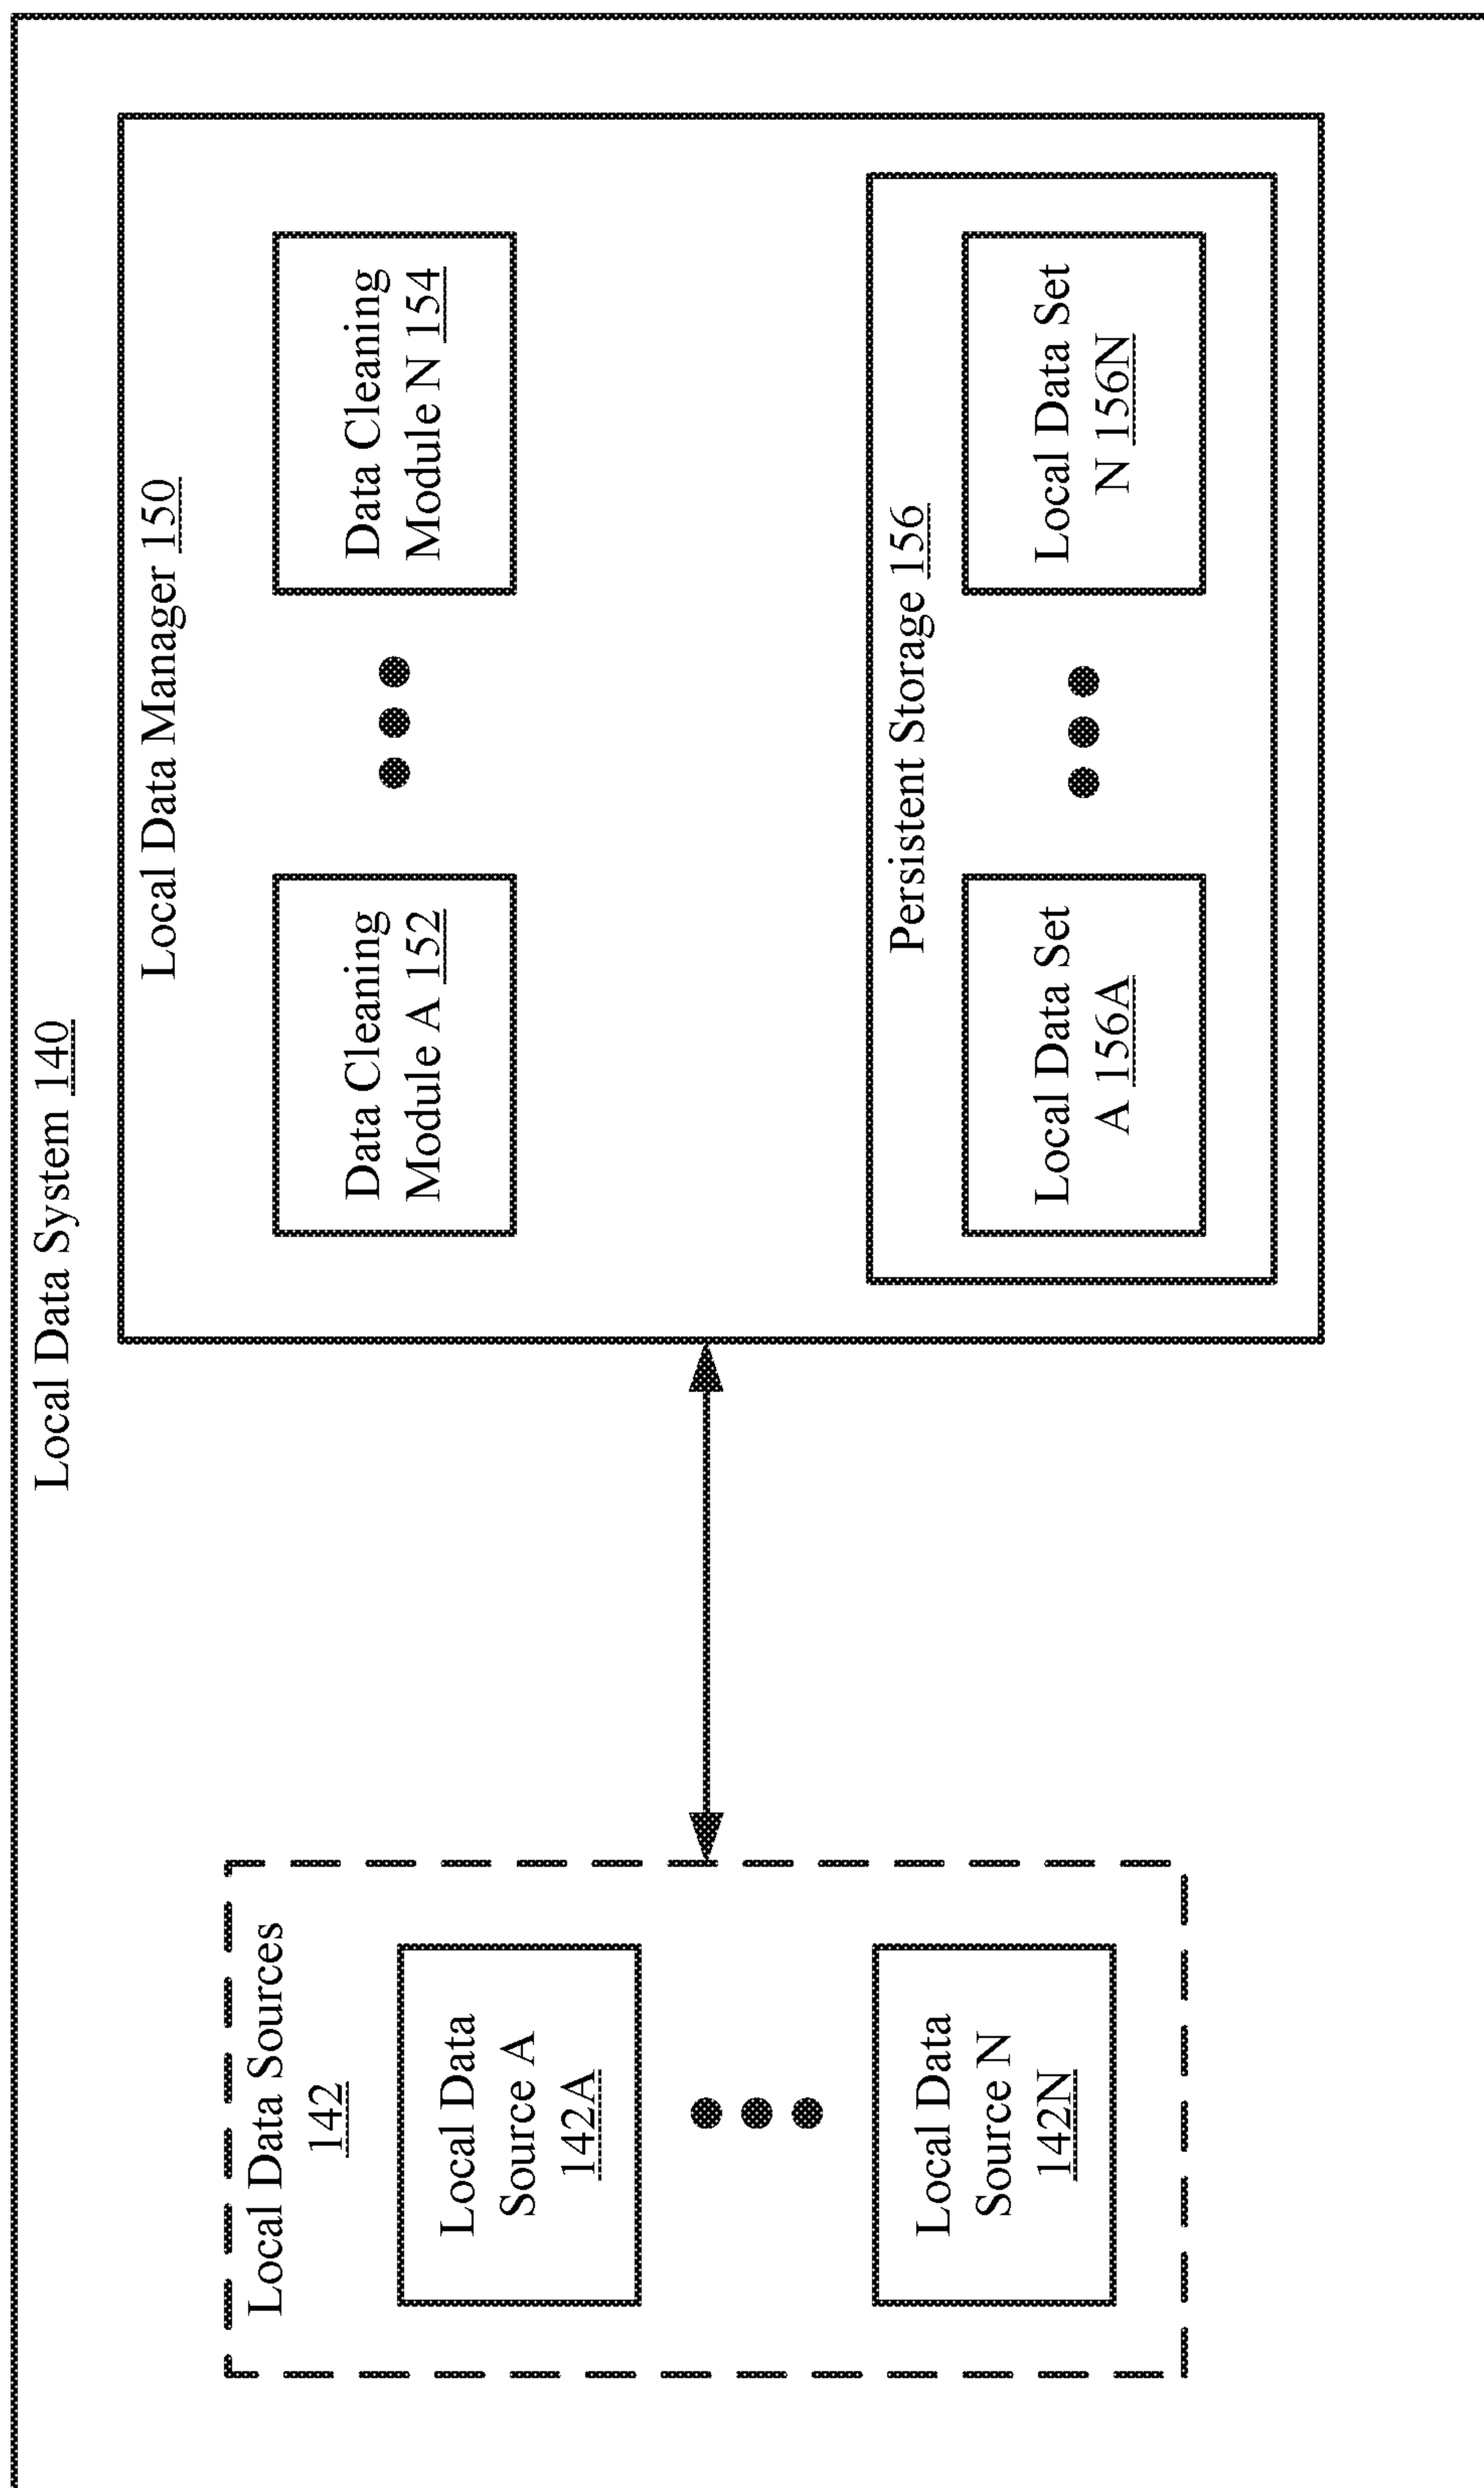 Local Data System 140
Local Data Sources
142
Local Data
Source A
142A
Local Data
Source N
142N
Local Data Manager 150
Data Cleaning
Module A 152
Data Cleaning
Module N 154
Persistent Storage 156
Local Data Set
A 156A
Local Data Set
N 156N